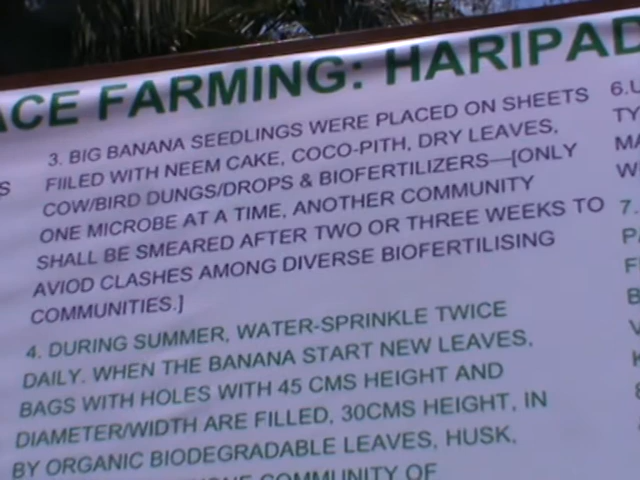 ACE FARMING: HARIPAD
3. BIG BANANA SEEDLINGS WERE PLACED ON SHEETS
FIILED WITH NEEM CAKE, COCO-PITH, DRY LEAVES,
COW/BIRD DUNGS/DROPS & BIOFERTILIZERS—[ONLY
ONE MICROBE AT A TIME, ANOTHER COMMUNITY
SHALL BE SMEARED AFTER TWO OR THREE WEEKS TO
AVIOD CLASHES AMONG DIVERSE BIOFERTILISING
COMMUNITIES.]
4. DURING SUMMER, WATER-SPRINKLE TWICE
DAILY. WHEN THE BANANA START NEW LEAVES,
BAGS WITH HOLES WITH 45 CMS HEIGHT AND
DIAMETER/WIDTH ARE FILLED, 30CMS HEIGHT, IN
BY ORGANIC BIODEGRADABLE LEAVES, HUSK,
COMMUNITY OF
S
6.U
TY
MA
7.